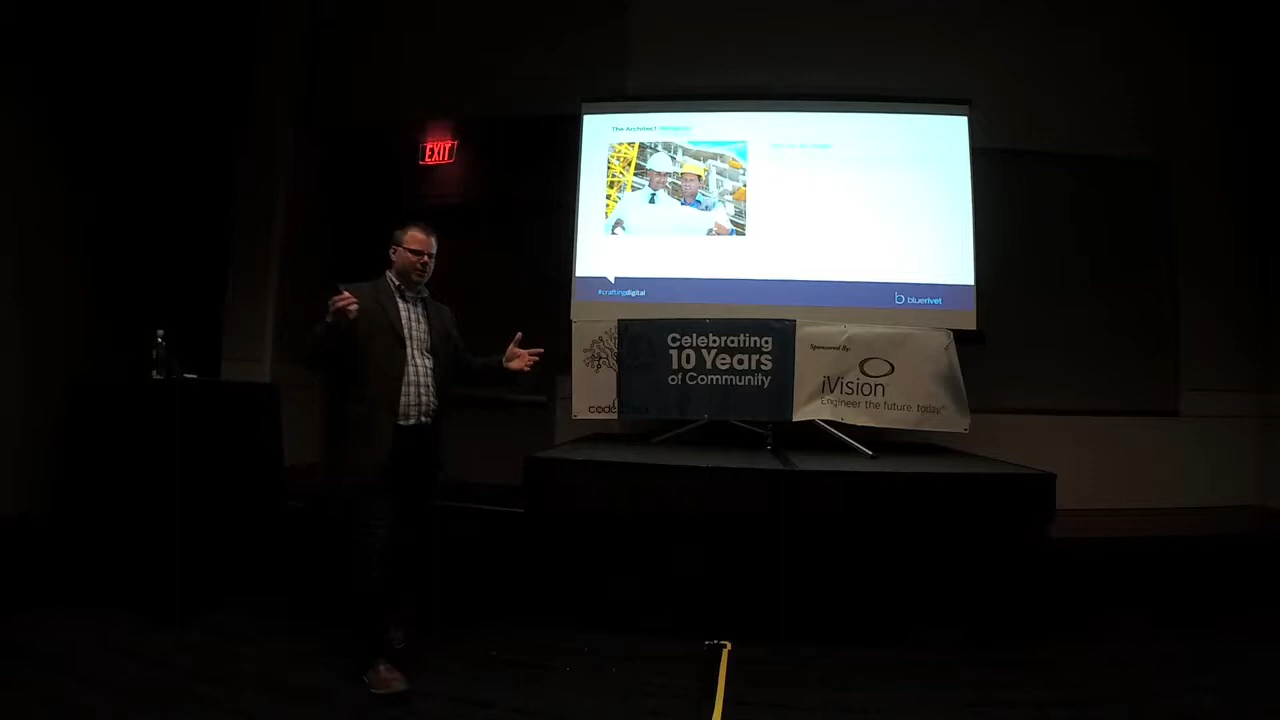 EXIT
The Architect
#craftingdigital
bluerivet
Celebrating
10 Years
of Community
Sponsored By:
iVision
Engineer the future. today.